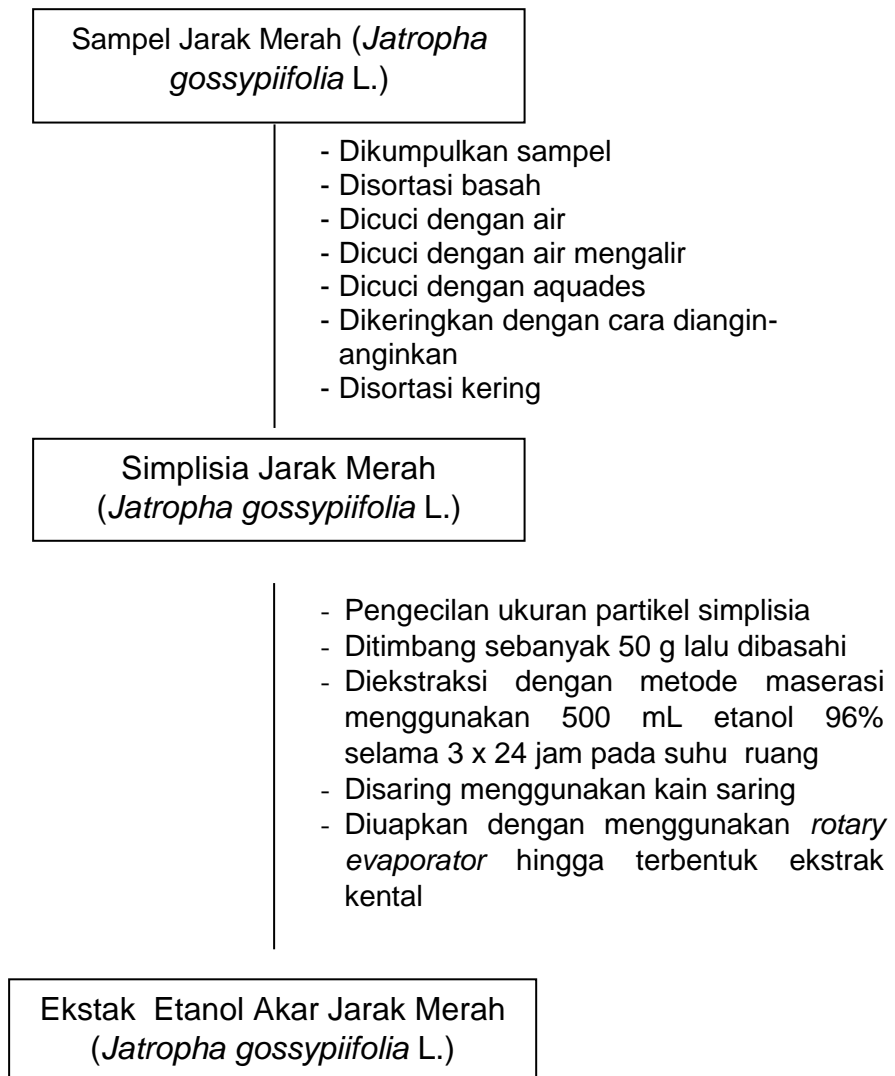 Sampel Jarak Merah (Jatropha
gossypiifolia L.)
- Dikumpulkan sampel
- Disortasi basah
- Dicuci dengan air
- Dicuci dengan air mengalir
- Dicuci dengan aquades
- Dikeringkan dengan cara diangin-
anginkan
- Disortasi kering
Simplisia Jarak Merah
(Jatropha gossypiifolia L.)
- Pengecilan ukuran partikel simplisia
- Ditimbang sebanyak 50 g lalu dibasahi
- Diekstraksi dengan metode maserasi
menggunakan 500 mL etanol 96%
selama 3 x 24 jam pada suhu ruang
- Disaring menggunakan kain saring
- Diuapkan dengan menggunakan rotary
evaporator hingga terbentuk ekstrak
kental
Ekstak Etanol Akar Jarak Merah
(Jatropha gossypiifolia L.)